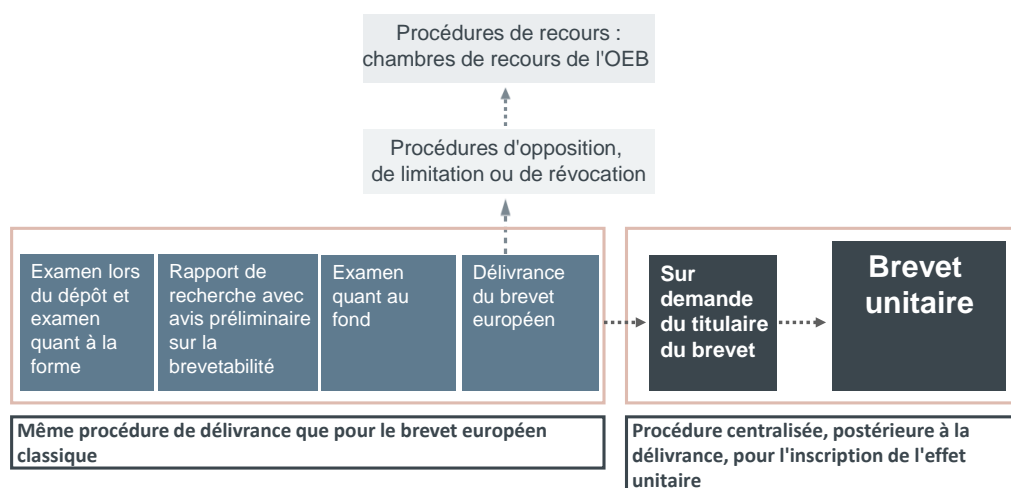 Procédures de recours :
chambres de recours de l'OEB
Procédures d'opposition,
de limitation ou de révocation
Examen lors
du dépôt et
examen
quant à la
forme
Rapport de
recherche avec
avis préliminaire
sur la
brevetabilité
Examen
quant au
fond
Délivrance
du brevet
européen
Sur
demande
du titulaire
du brevet
Brevet
unitaire
Même procédure de délivrance que pour le brevet européen
classique
Procédure centralisée, postérieure à la
délivrance, pour l'inscription de l'effet
unitaire